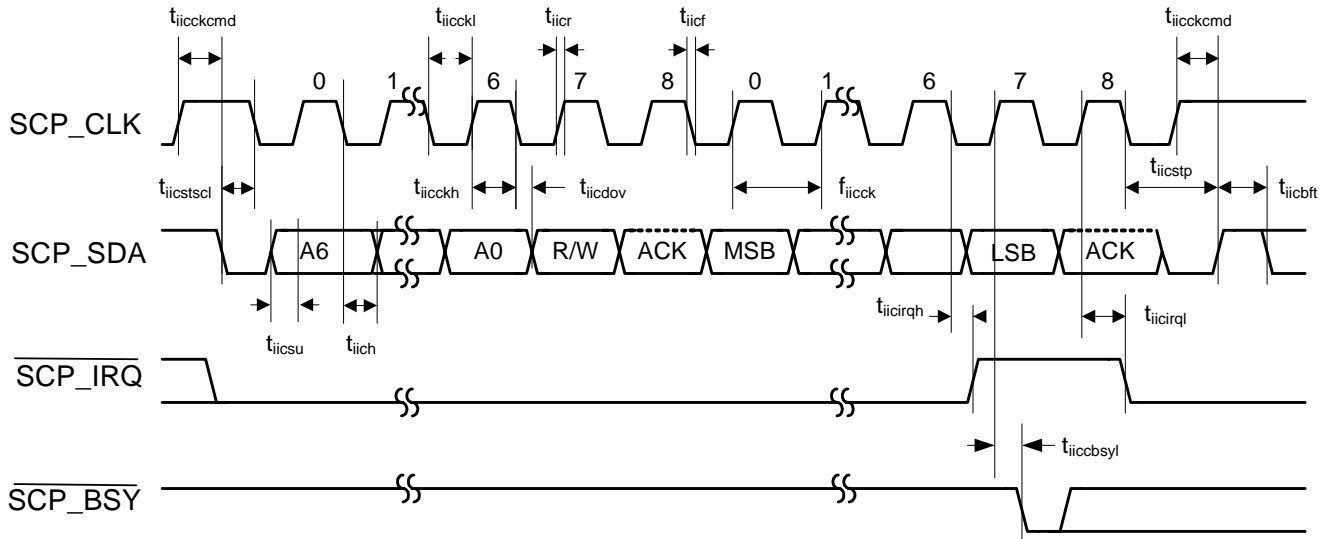 t_iicckcmd t_iicckl t_iicr t_iicf t_iicckcmd
0 1 6 7 8 0 1 6 7 8
SCP_CLK
t_iicstscl t_iicckh t_iicdov f_iicck t_iicstp t_iicbft
SCP_SDA A6 A0 R/W ACK MSB LSB ACK
t_iicsu t_iich t_iicirqh t_iicirql
SCP_IRQ
t_iiccbsyl
SCP_BSY